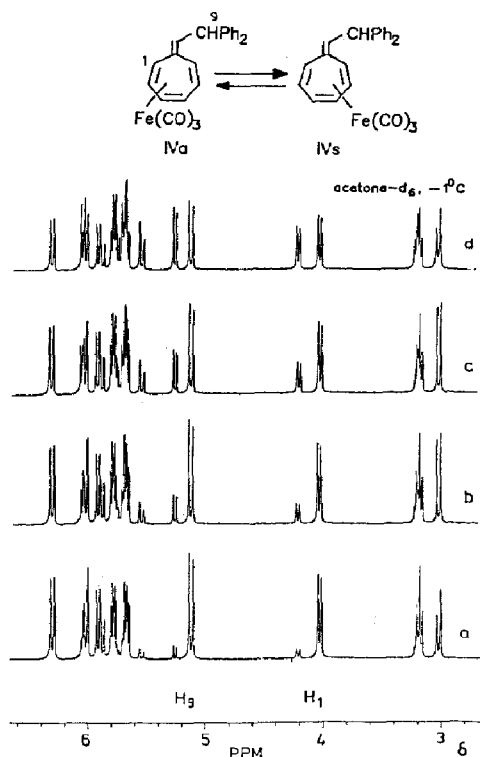 9
CHPh2
CHPh2
1
Fe(CO)3
Fe(CO)3
IVa
IVs
acetone-d6, -1°C
d
c
b
a
H9
H1
6
5
4
3
PPM
δ